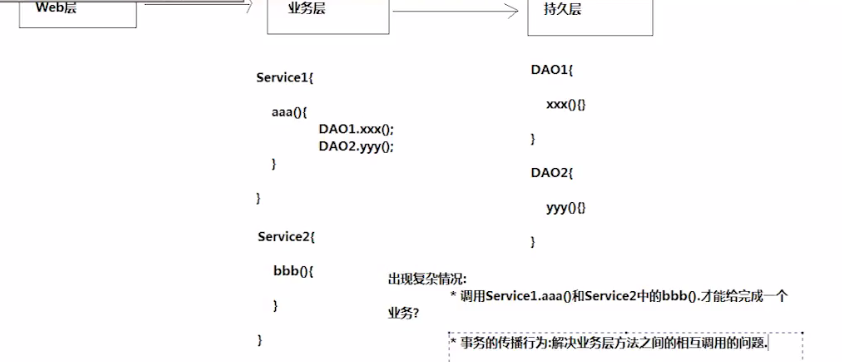 Web层
业务层
持久层
Service1{
aaa(){
DAO1.xxx();
DAO2.yyy();
}
}
Service2{
bbb(){
}
}
DAO1{
xxx(){}
}
DAO2{
yyy(){}
}
出现复杂情况:
* 调用Service1.aaa()和Service2中的bbb().才能给完成一个
业务?
* 事务的传播行为:解决业务层方法之间的相互调用的问题.